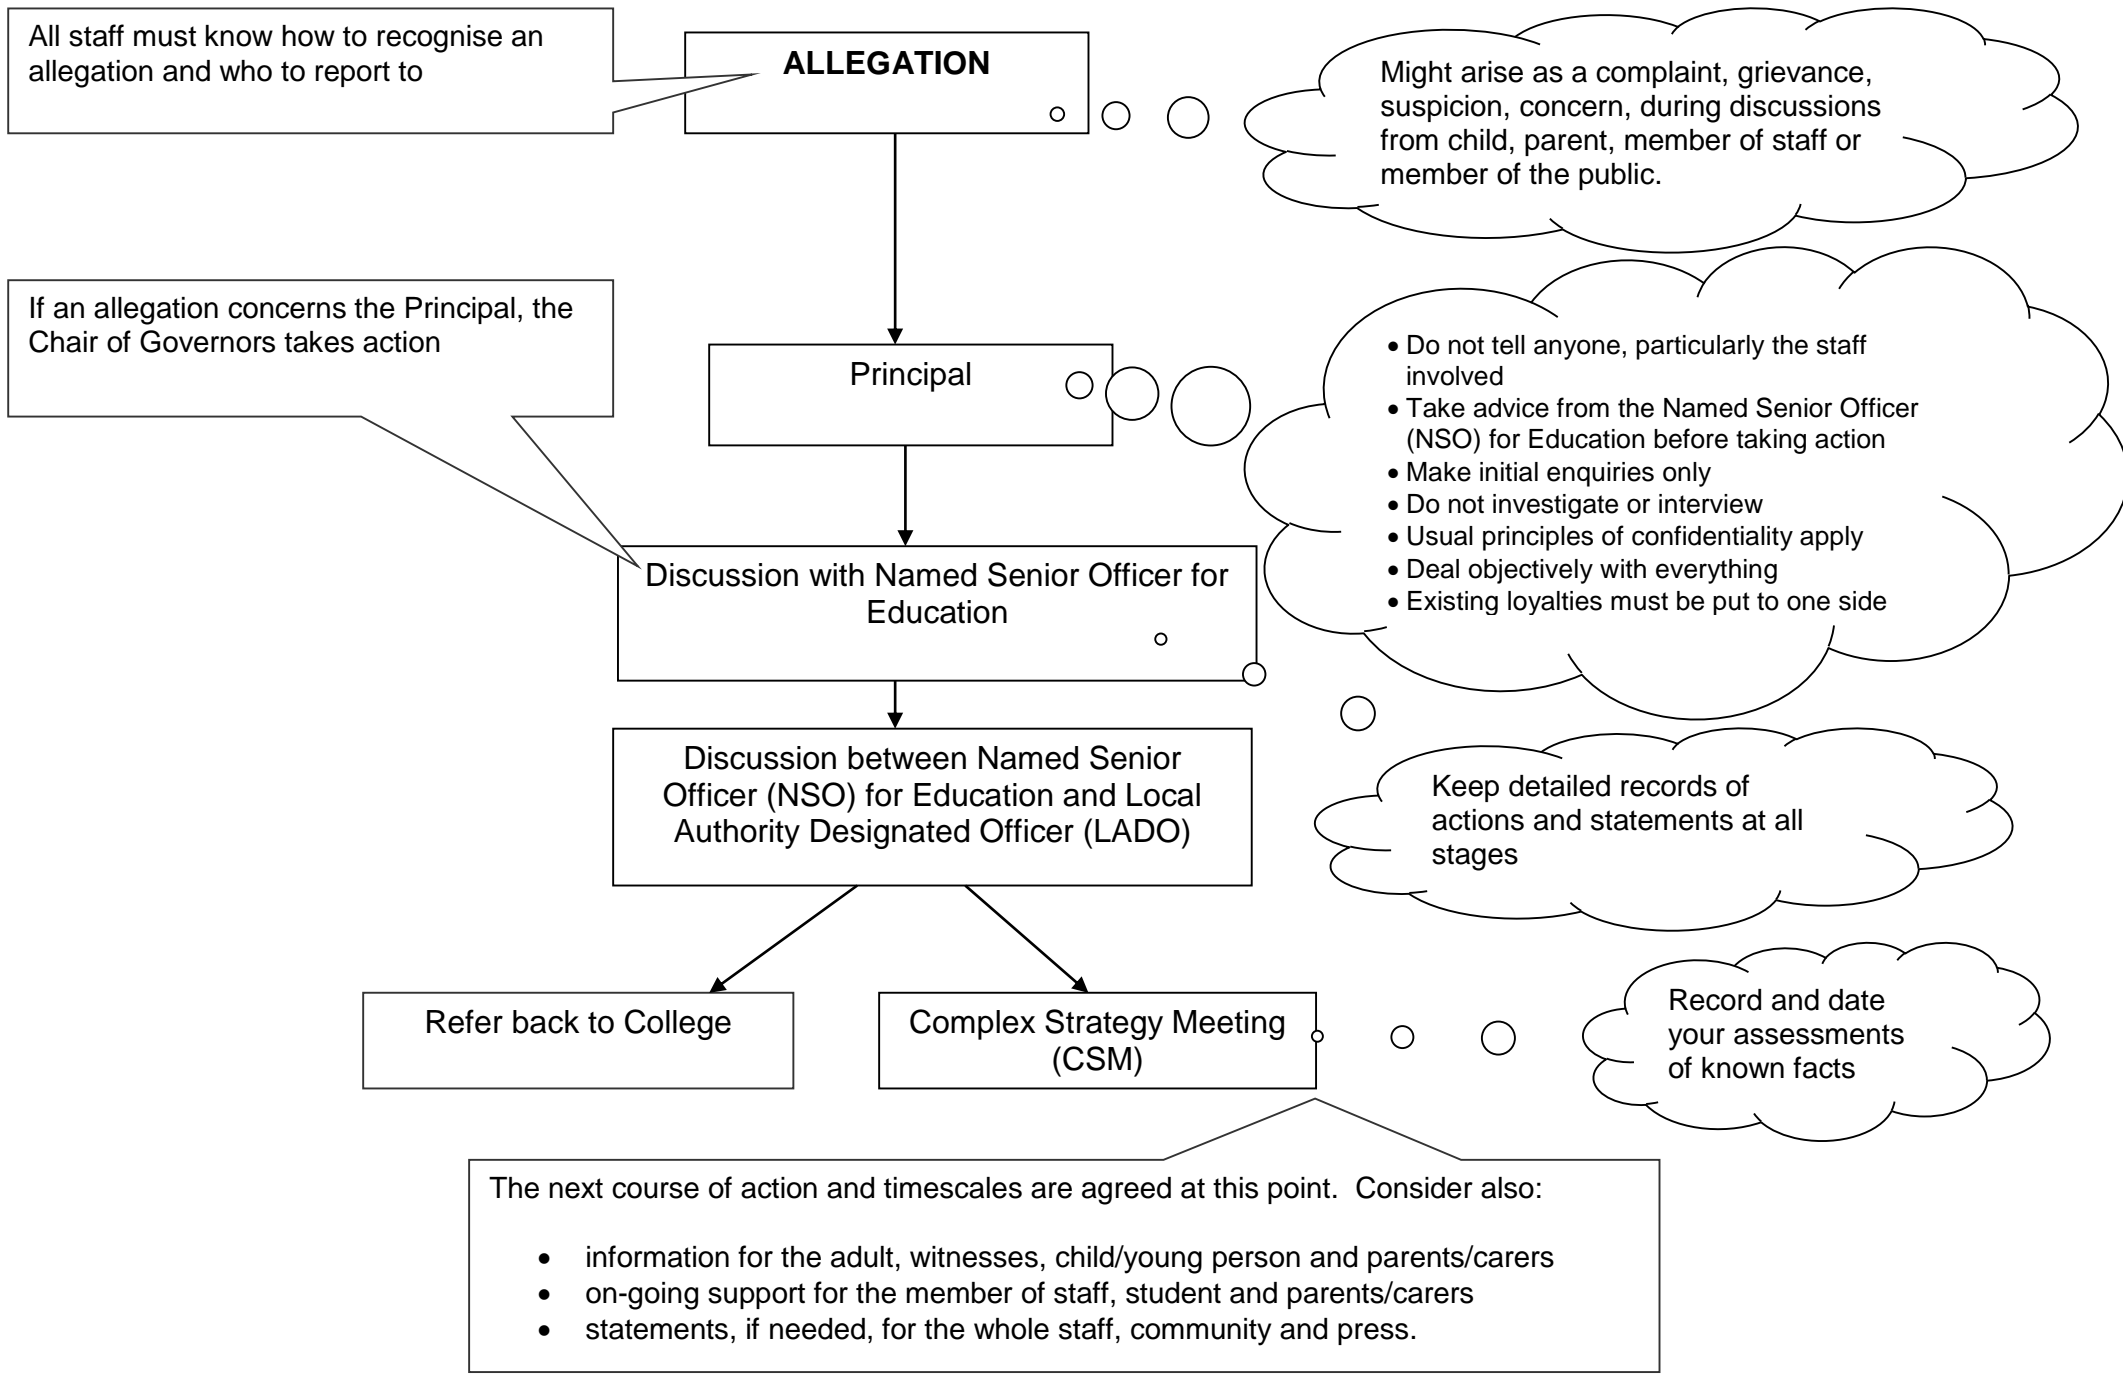 All staff must know how to recognise an
allegation and who to report to
ALLEGATION
Might arise as a complaint, grievance,
suspicion, concern, during discussions
from child, parent, member of staff or
member of the public.
If an allegation concerns the Principal, the
Chair of Governors takes action
Principal
• Do not tell anyone, particularly the staff
involved
• Take advice from the Named Senior Officer
(NSO) for Education before taking action
• Make initial enquiries only
• Do not investigate or interview
• Usual principles of confidentiality apply
• Deal objectively with everything
• Existing loyalties must be put to one side
Discussion with Named Senior Officer for
Education
Discussion between Named Senior
Officer (NSO) for Education and Local
Authority Designated Officer (LADO)
Keep detailed records of
actions and statements at all
stages
Refer back to College
Complex Strategy Meeting
(CSM)
Record and date
your assessments
of known facts
The next course of action and timescales are agreed at this point.  Consider also:
• information for the adult, witnesses, child/young person and parents/carers
• on-going support for the member of staff, student and parents/carers
• statements, if needed, for the whole staff, community and press.